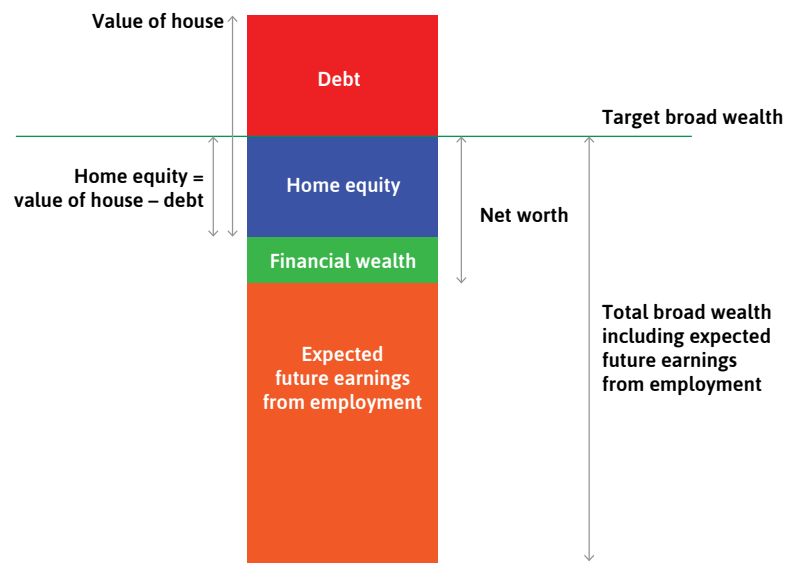 Value of house
Debt
Target broad wealth
Home equity =
value of house – debt
Home equity
Net worth
Financial wealth
Expected
future earnings
from employment
Total broad wealth
including expected
future earnings
from employment